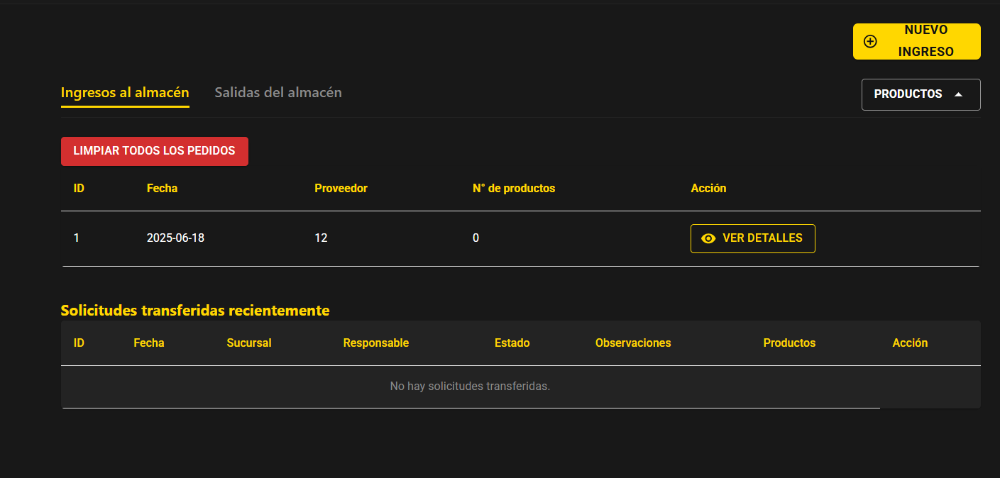 NUEVO
INGRESO
Ingresos al almacén
Salidas del almacén
PRODUCTOS
LIMPIAR TODOS LOS PEDIDOS
ID Fecha Proveedor N° de productos Acción
1 2025-06-18 12 0 VER DETALLES
Solicitudes transferidas recientemente
ID Fecha Sucursal Responsable Estado Observaciones Productos Acción
No hay solicitudes transferidas.